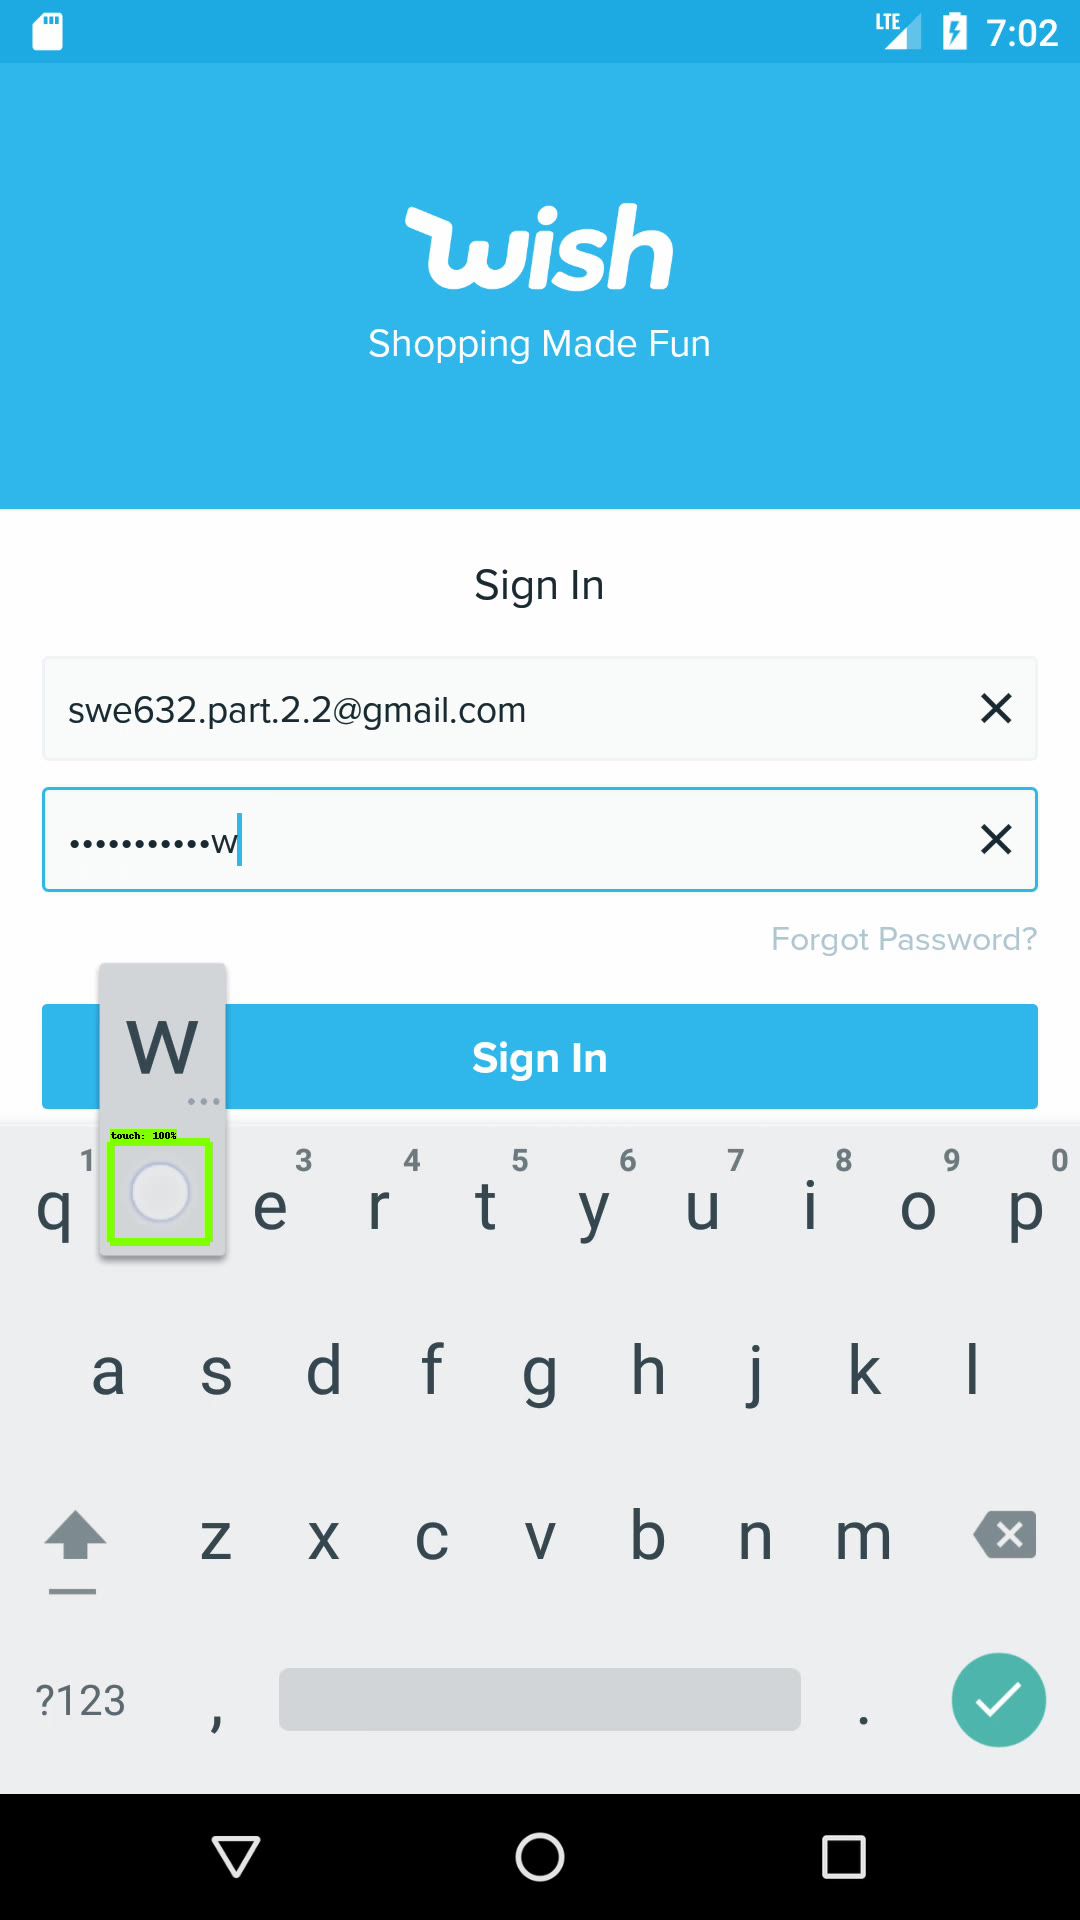 LTE 7:02
wish
Shopping Made Fun
Sign In
swe632.part.2.2@gmail.com
•••••••••••w
Forgot Password?
w
...
Sign In
touch: 100%
1 3 4 5 6 7 8 9 0
q e r t y u i o p
a s d f g h j k l
z x c v b n m
?123 , .